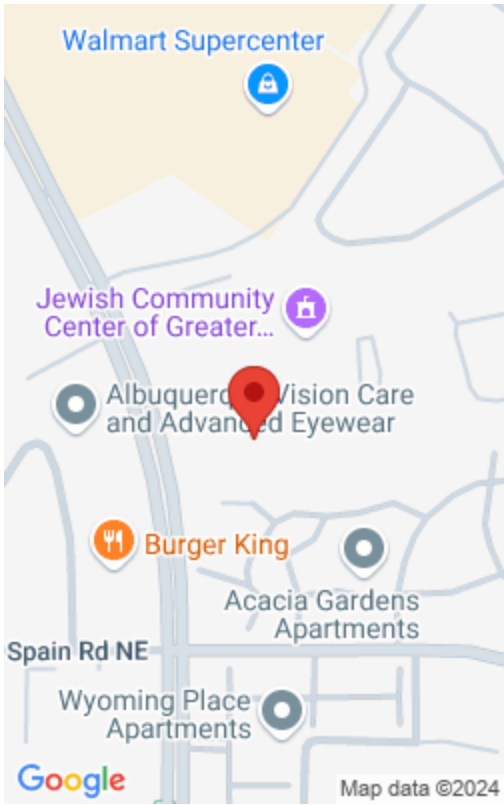 Walmart Supercenter
Jewish Community
Center of Greater...
Albuquerque Vision Care
and Advanced Eyewear
Burger King
Acacia Gardens
Apartments
Spain Rd NE
Wyoming Place
Apartments
Google
Map data ©2024